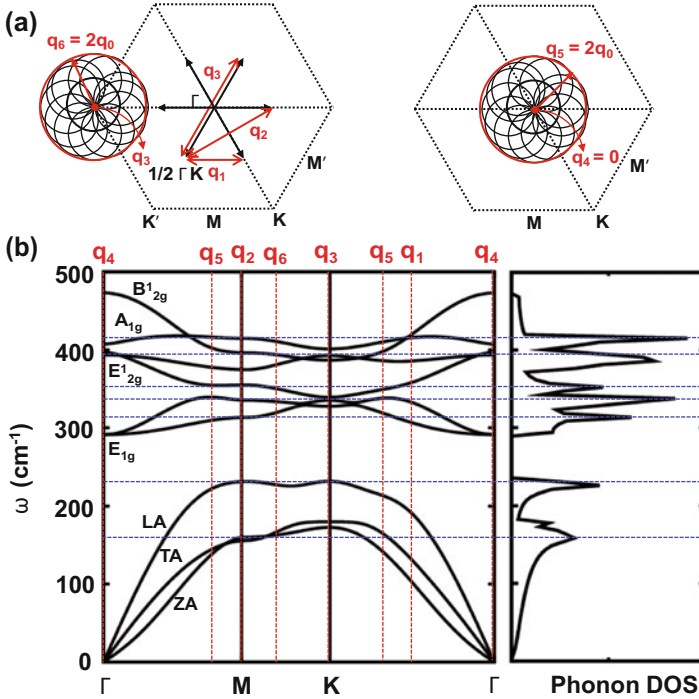 (a)
q6 = 2q0
q3
Γ
q3
q2
q1
1/2 ΓK
M′
K′
M
K
q5 = 2q0
q4 = 0
M′
M
K
(b)
q4
q5
q2
q6
q3
q5
q1
q4
500
400
300
200
100
0
ω (cm-1)
B12g
A1g
E12g
E1g
LA
TA
ZA
Γ
M
K
Γ
Phonon DOS